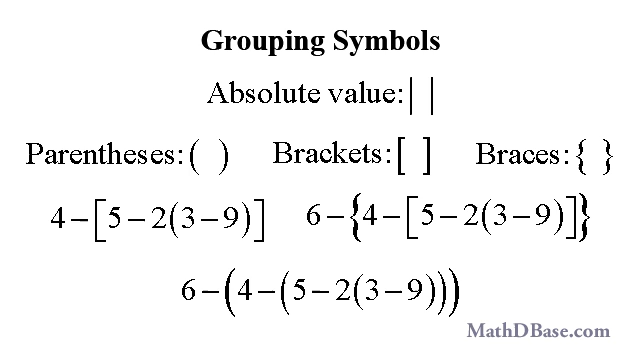 Grouping Symbols
Absolute value: | |
Parentheses: ( ) Brackets: [ ] Braces: { }
4−[5−2(3−9)] 6−{4−[5−2(3−9)]}
6−(4−(5−2(3−9)))
MathDBase.com